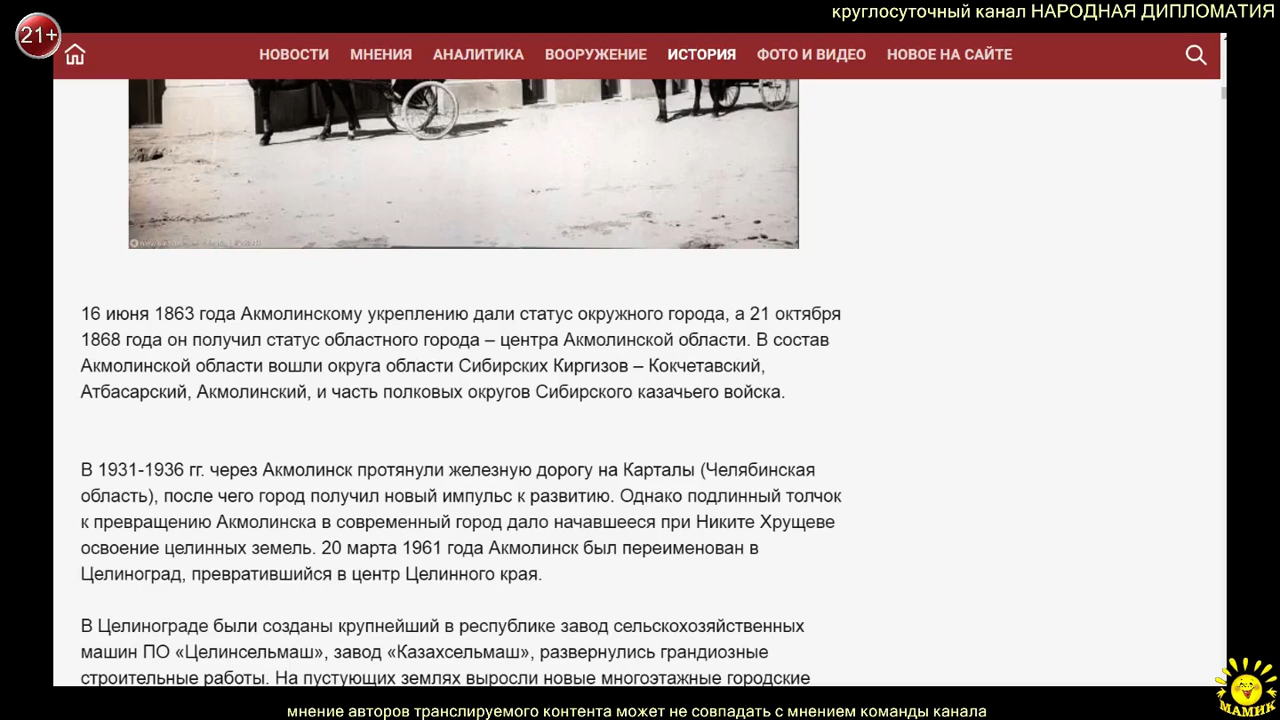 круглосуточный канал НАРОДНАЯ ДИПЛОМАТИЯ
21+
НОВОСТИ МНЕНИЯ АНАЛИТИКА ВООРУЖЕНИЕ ИСТОРИЯ ФОТО И ВИДЕО НОВОЕ НА САЙТЕ
16 июня 1863 года Акмолинскому укреплению дали статус окружного города, а 21 октября
1868 года он получил статус областного города – центра Акмолинской области. В состав
Акмолинской области вошли округа области Сибирских Киргизов – Кокчетавский,
Атбасарский, Акмолинский, и часть полковых округов Сибирского казачьего войска.
В 1931-1936 гг. через Акмолинск протянули железную дорогу на Карталы (Челябинская
область), после чего город получил новый импульс к развитию. Однако подлинный толчок
к превращению Акмолинска в современный город дало начавшееся при Никите Хрущеве
освоение целинных земель. 20 марта 1961 года Акмолинск был переименован в
Целиноград, превратившийся в центр Целинного края.
В Целинограде были созданы крупнейший в республике завод сельскохозяйственных
машин ПО «Целинсельмаш», завод «Казахсельмаш», развернулись грандиозные
строительные работы. На пустующих землях выросли новые многоэтажные городские
МАМИК
мнение авторов транслируемого контента может не совпадать с мнением команды канала